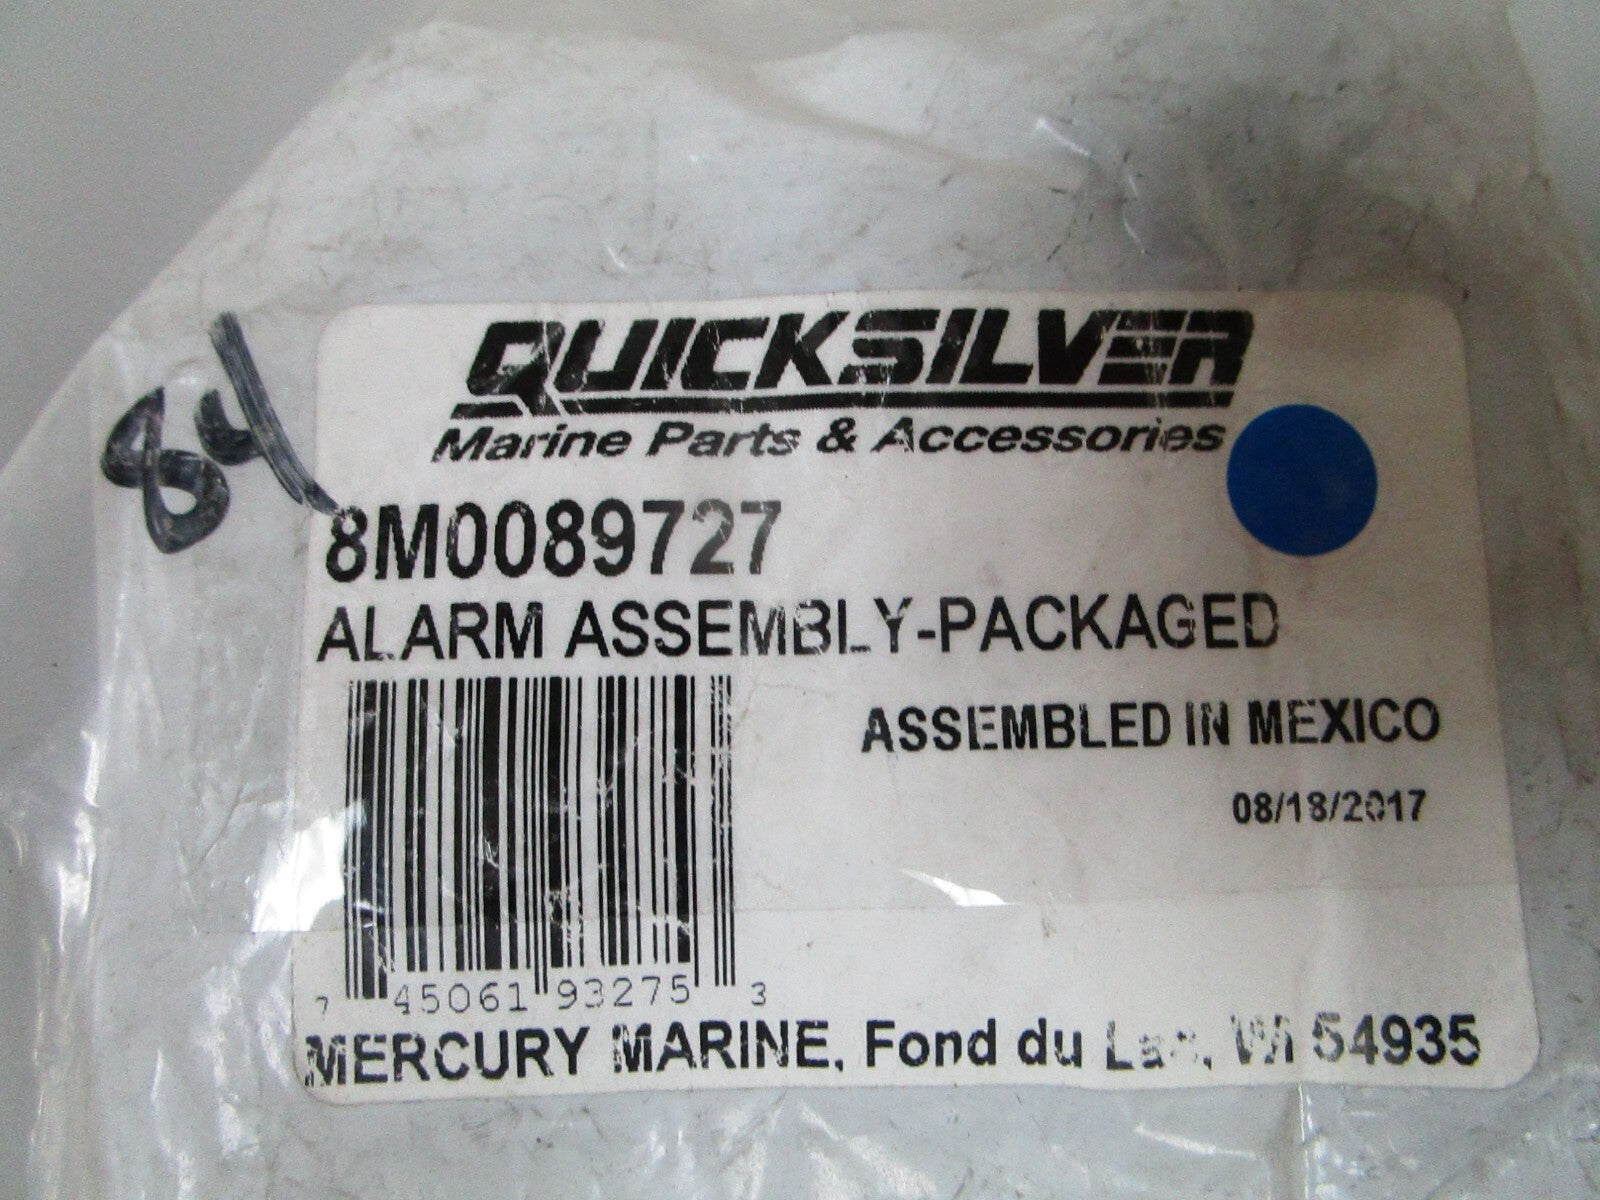 QUICKSILVER
Marine Parts & Accessories
84
8M0089727
ALARM ASSEMBLY-PACKAGED
ASSEMBLED IN MEXICO
08/18/2017
7 45061 93275 3
MERCURY MARINE, Fond du Lac, WI 54935